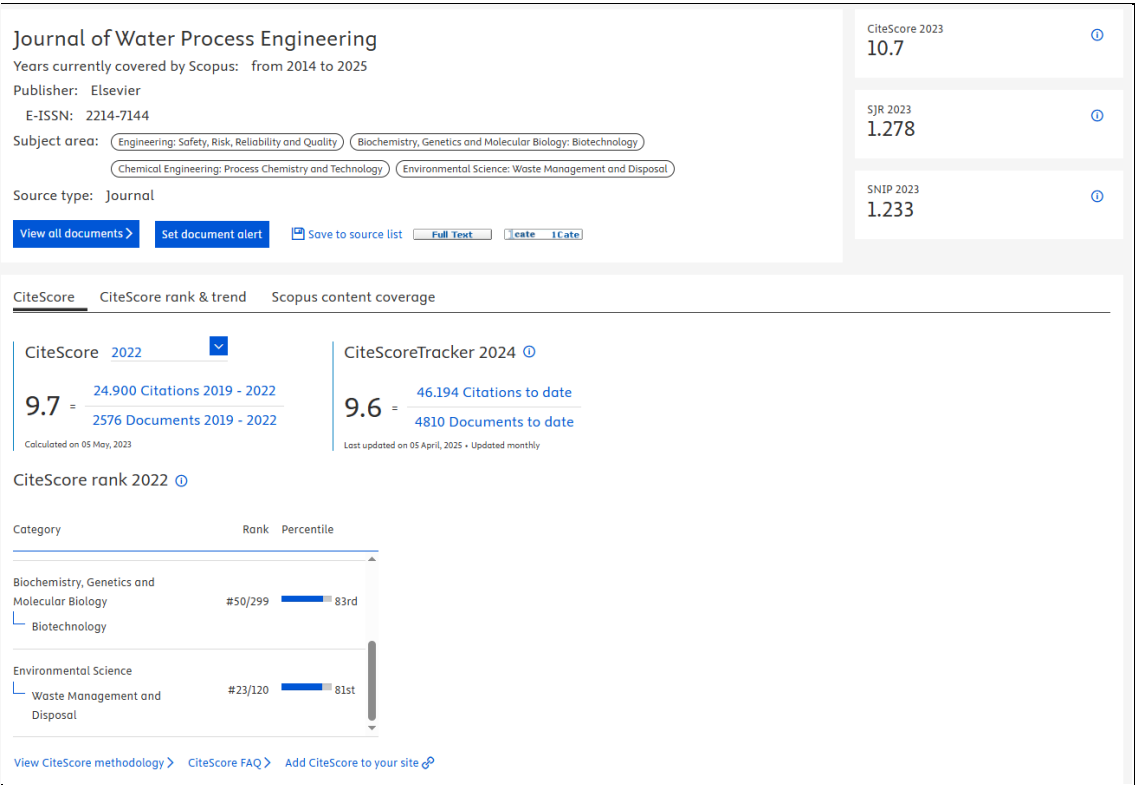 Journal of Water Process Engineering
Years currently covered by Scopus: from 2014 to 2025
Publisher: Elsevier
E-ISSN: 2214-7144
Subject area: Engineering: Safety, Risk, Reliability and Quality Biochemistry, Genetics and Molecular Biology: Biotechnology
Chemical Engineering: Process Chemistry and Technology Environmental Science: Waste Management and Disposal
Source type: Journal
View all documents Set document alert Save to source list Full Text 1cate 1Cate
CiteScore 2023
10.7
SJR 2023
1.278
SNIP 2023
1.233
CiteScore CiteScore rank & trend Scopus content coverage
CiteScore 2022
9.7 = 24.900 Citations 2019 - 2022
2576 Documents 2019 - 2022
Calculated on 05 May, 2023
CiteScoreTracker 2024
9.6 = 46.194 Citations to date
4810 Documents to date
Last updated on 05 April, 2025 • Updated monthly
CiteScore rank 2022
Category Rank Percentile
Biochemistry, Genetics and
Molecular Biology #50/299 83rd
Biotechnology
Environmental Science
Waste Management and #23/120 81st
Disposal
View CiteScore methodology CiteScore FAQ Add CiteScore to your site